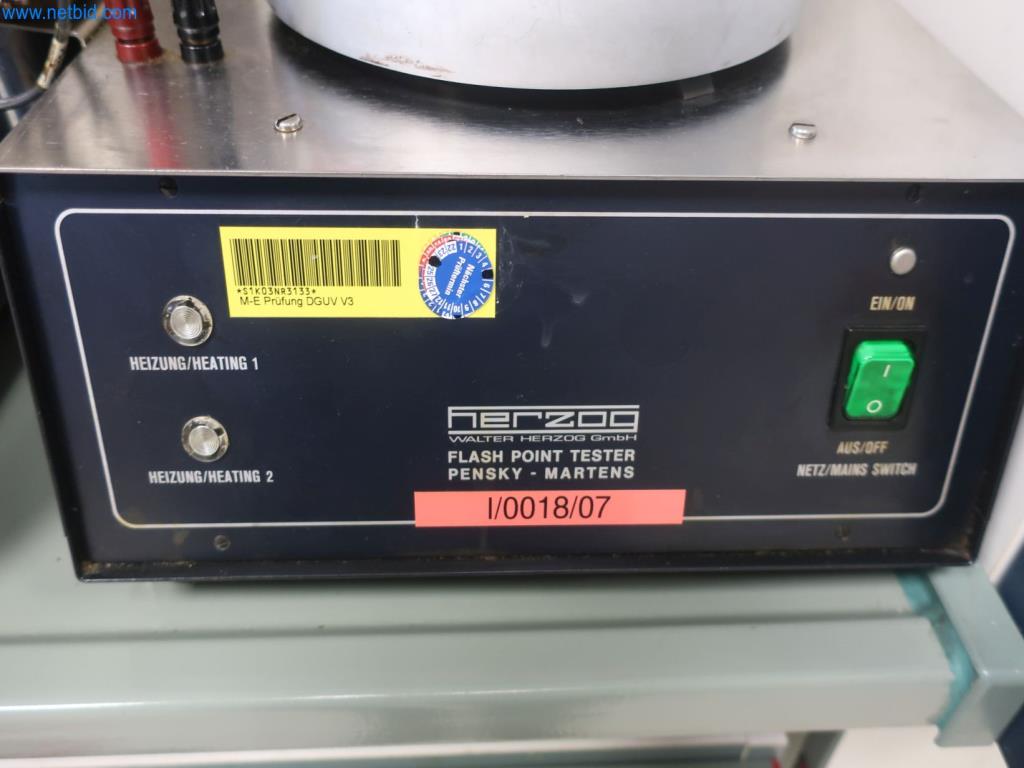 www.netbid.com
*S1K03NR3133*
M-E Prüfung DGUV V3
Nächster
Prüftermin
EIN/ON
I
O
HEIZUNG/HEATING 1
herzog
WALTER HERZOG GmbH
FLASH POINT TESTER
PENSKY - MARTENS
AUS/OFF
NETZ/MAINS SWITCH
HEIZUNG/HEATING 2
I/0018/07